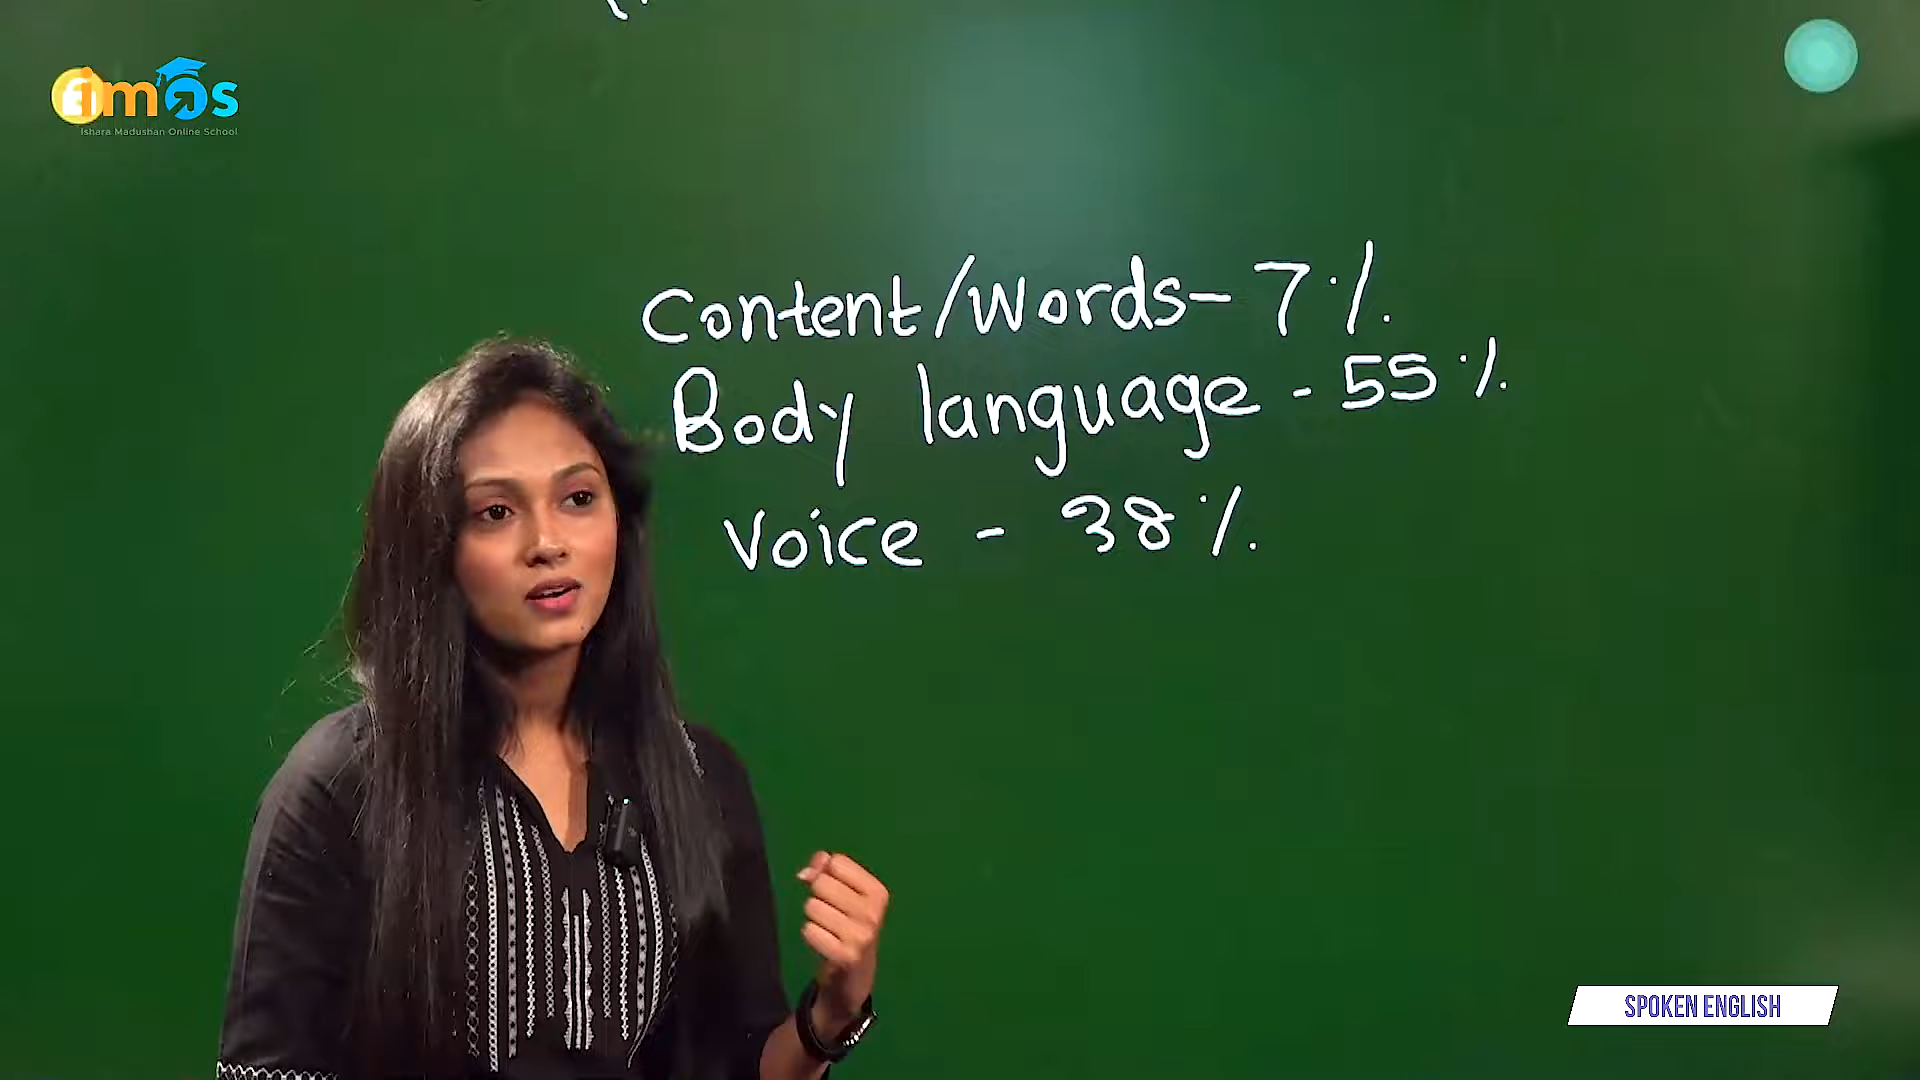 imos
Ishara Madushan Online School
Content/Words- 7%.
Body language - 55%.
Voice - 38%.
SPOKEN ENGLISH